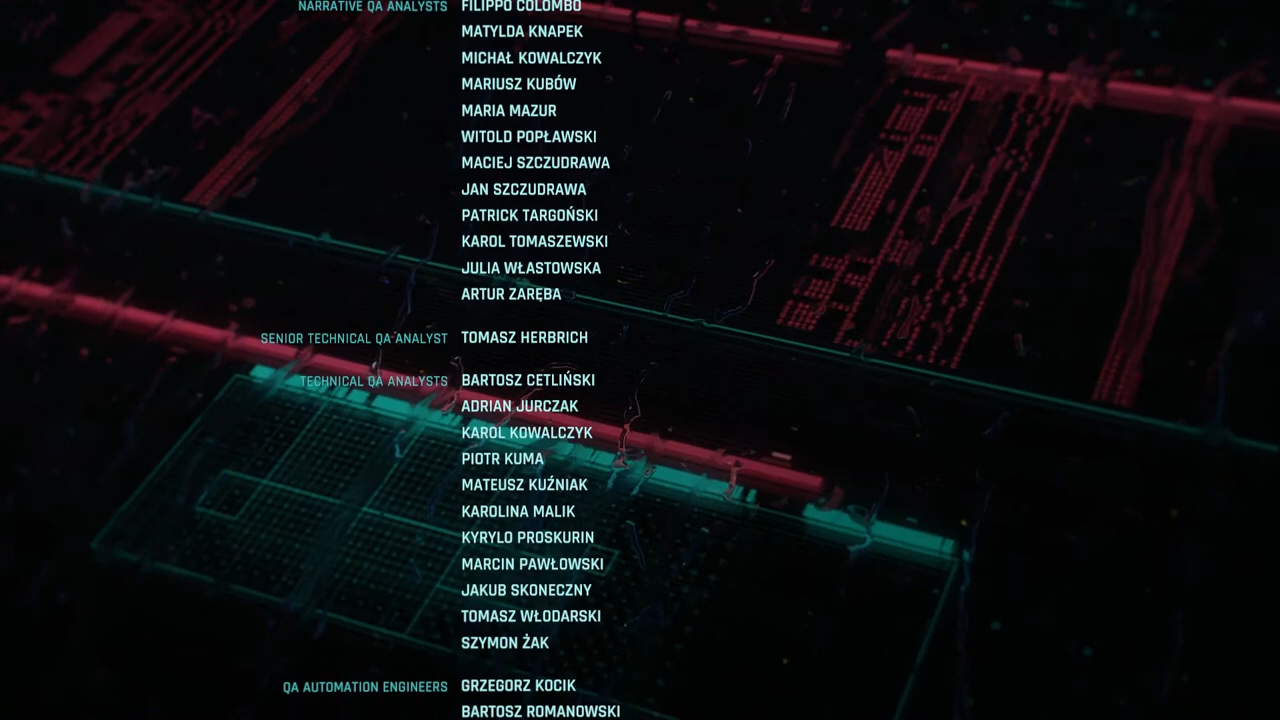 NARRATIVE QA ANALYSTS FILIPPO COLOMBO
MATYLDA KNAPEK
MICHAŁ KOWALCZYK
MARIUSZ KUBÓW
MARIA MAZUR
WITOLD POPŁAWSKI
MACIEJ SZCZUDRAWA
JAN SZCZUDRAWA
PATRICK TARGOŃSKI
KAROL TOMASZEWSKI
JULIA WŁASTOWSKA
ARTUR ZARĘBA
SENIOR TECHNICAL QA ANALYST TOMASZ HERBRICH
TECHNICAL QA ANALYSTS BARTOSZ CETLIŃSKI
ADRIAN JURCZAK
KAROL KOWALCZYK
PIOTR KUMA
MATEUSZ KUŹNIAK
KAROLINA MALIK
KYRYLO PROSKURIN
MARCIN PAWŁOWSKI
JAKUB SKONECZNY
TOMASZ WŁODARSKI
SZYMON ŻAK
QA AUTOMATION ENGINEERS GRZEGORZ KOCIK
BARTOSZ ROMANOWSKI